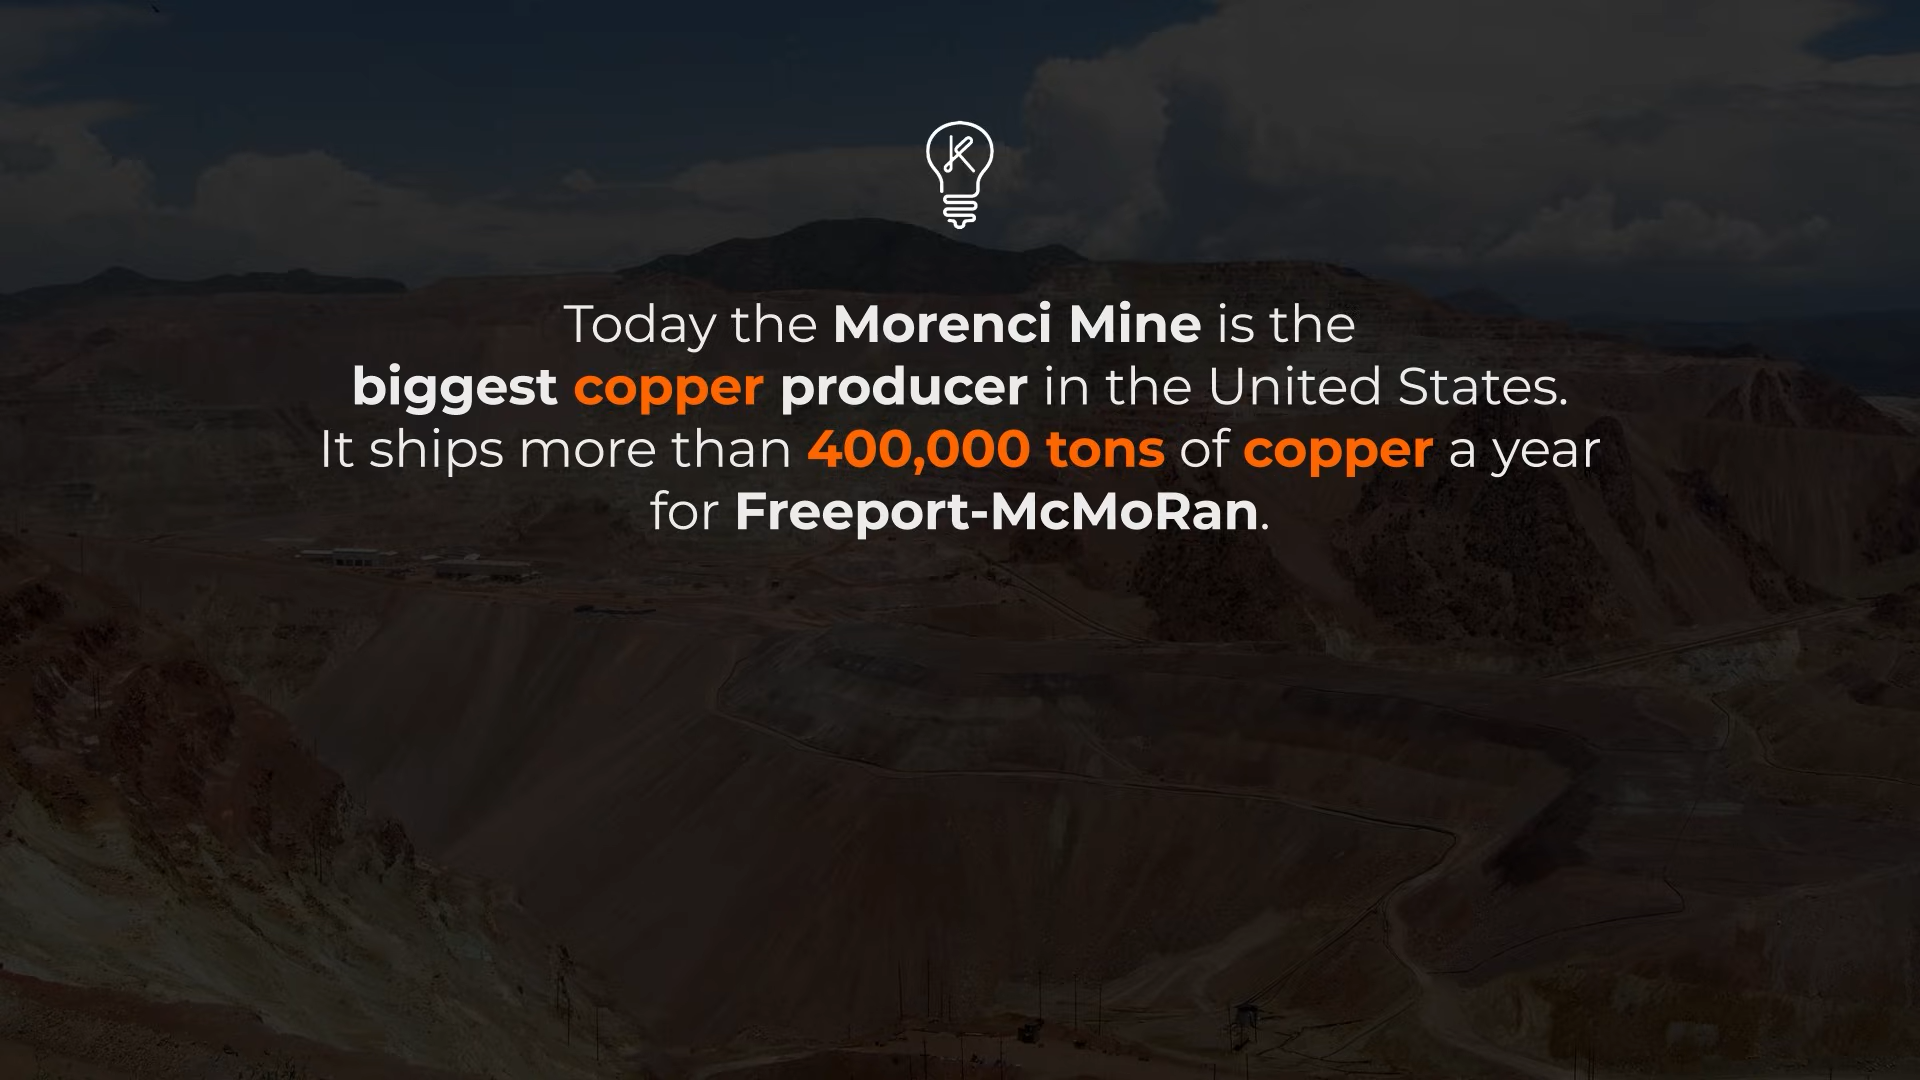 Today the Morenci Mine is the
biggest copper producer in the United States.
It ships more than 400,000 tons of copper a year
for Freeport-McMoRan.